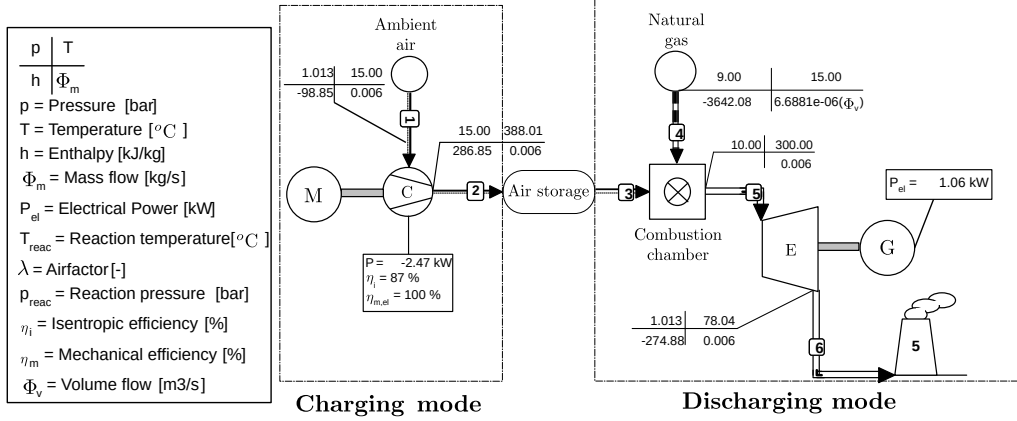 p T
h Φm
p = Pressure [bar]
T = Temperature [°C ]
h = Enthalpy [kJ/kg]
Φm = Mass flow [kg/s]
Pel = Electrical Power [kW]
Treac = Reaction temperature[°C ]
λ = Airfactor [-]
preac = Reaction pressure [bar]
ηi = Isentropic efficiency [%]
ηm = Mechanical efficiency [%]
Φv = Volume flow [m3/s]
Ambient
air
1.013 15.00
-98.85 0.006
1
15.00 388.01
286.85 0.006
M
C
2
Air storage
P = -2.47 kW
ηi = 87 %
ηm,el = 100 %
Charging mode
Natural
gas
9.00 15.00
-3642.08 6.6881e-06(Φv)
4
10.00 300.00
0.006
3
5
Combustion
chamber
E
G
Pel = 1.06 kW
1.013 78.04
-274.88 0.006
6
5
Discharging mode